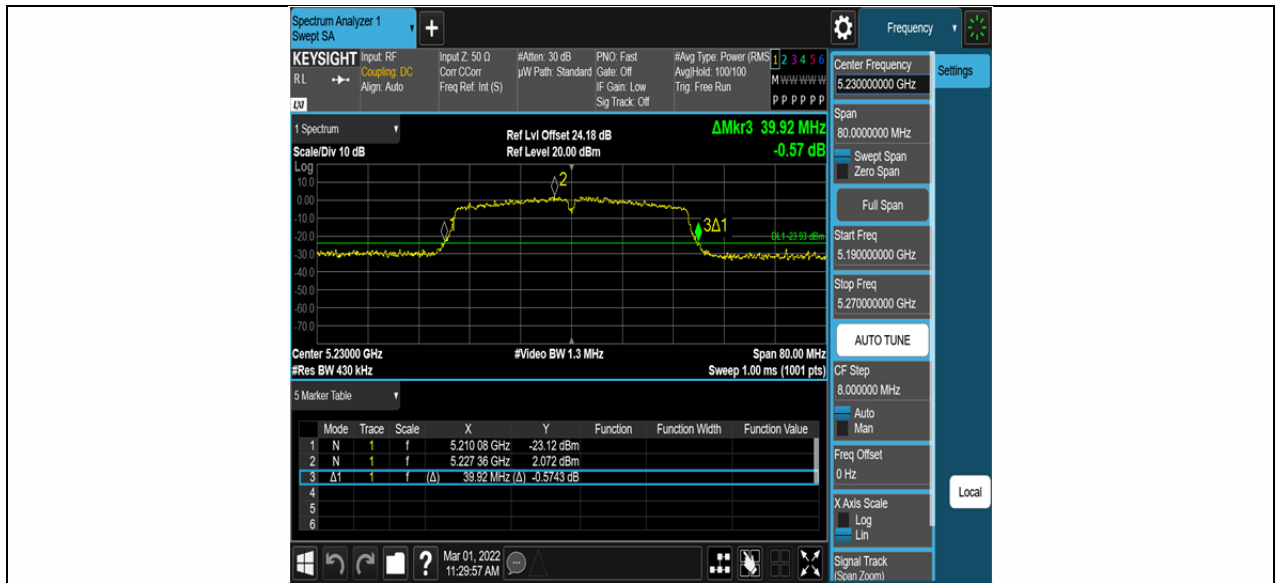 Spectrum Analyzer 1
Swept SA
+
Frequency
KEYSIGHT Input: RF Input Z: 50 Ω #Atten: 30 dB PNO: Fast #Avg Type: Power (RMS 1 2 3 4 5 6
RL Coupling: DC Corr CCorr µW Path: Standard Gate: Off Avg|Hold: 100/100 M W W W W W
Align: Auto Freq Ref: Int (S) IF Gain: Low Trig: Free Run
LXI Sig Track: Off P P P P P P
1 Spectrum
Ref Lvl Offset 24.18 dB ΔMkr3 39.92 MHz
Scale/Div 10 dB Ref Level 20.00 dBm -0.57 dB
Log
10.0
0.00
-10.0
-20.0
-30.0
-40.0
-50.0
-60.0
-70.0
1
2
3Δ1
DL1 -23.93 dBm
Center 5.23000 GHz #Video BW 1.3 MHz Span 80.00 MHz
#Res BW 430 kHz Sweep 1.00 ms (1001 pts)
5 Marker Table
Mode Trace Scale X Y Function Function Width Function Value
1 N 1 f 5.210 08 GHz -23.12 dBm
2 N 1 f 5.227 36 GHz 2.072 dBm
3 Δ1 1 f (Δ) 39.92 MHz (Δ) -0.5743 dB
4
5
6
?
Mar 01, 2022
11:29:57 AM
Center Frequency
5.230000000 GHz
Span
80.0000000 MHz
Swept Span
Zero Span
Full Span
Start Freq
5.190000000 GHz
Stop Freq
5.270000000 GHz
AUTO TUNE
CF Step
8.000000 MHz
Auto
Man
Freq Offset
0 Hz
X Axis Scale
Log
Lin
Signal Track
(Span Zoom)
Settings
Local